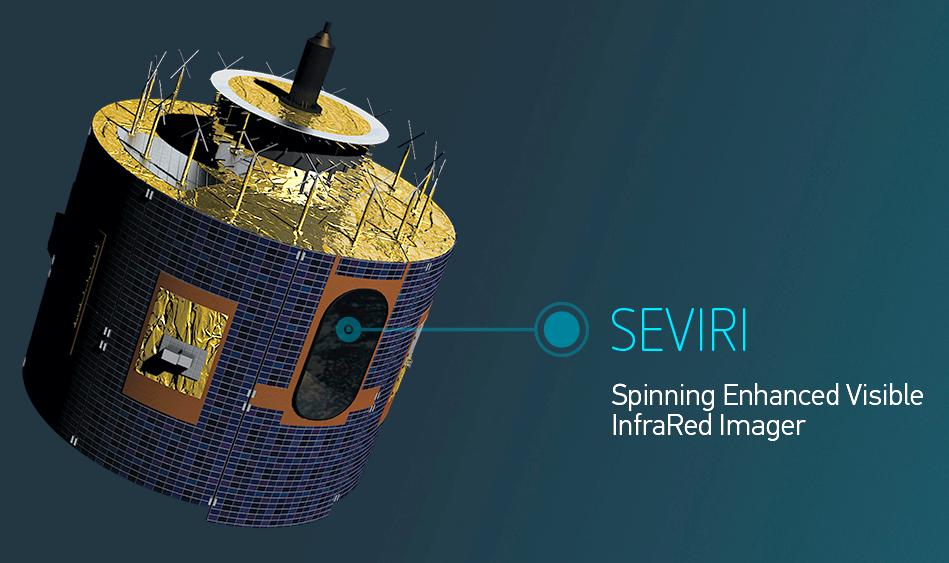 SEVIRI
Spinning Enhanced Visible
InfraRed Imager